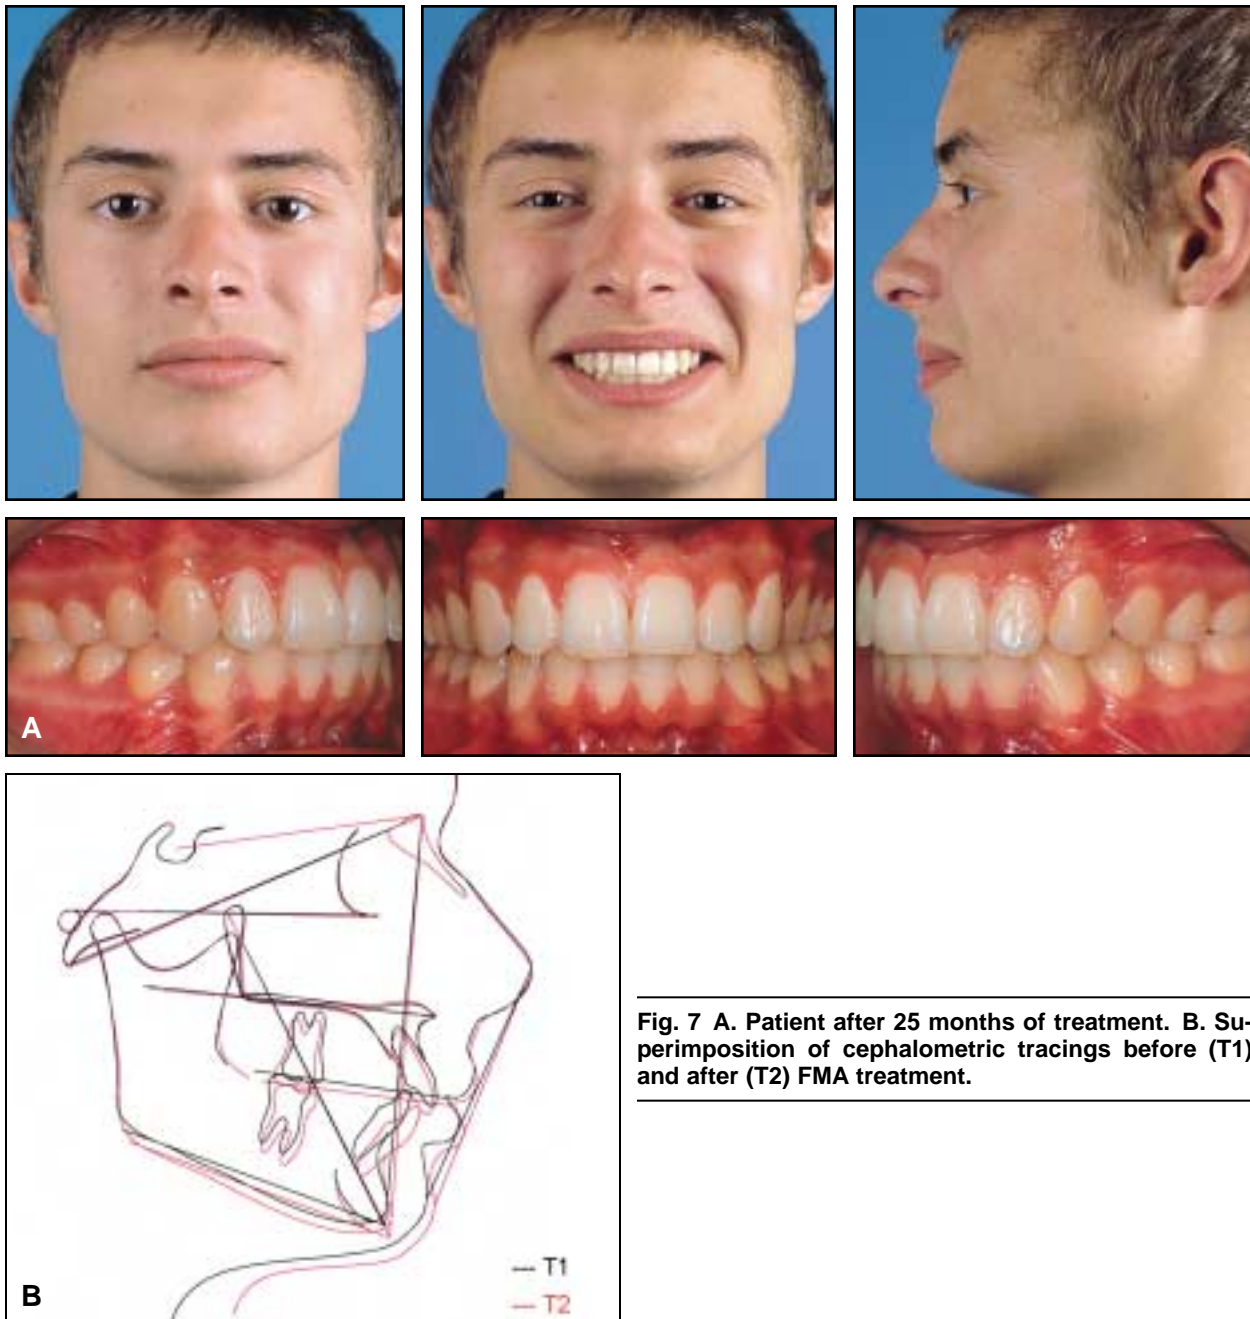 A
Fig. 7 A. Patient after 25 months of treatment. B. Su-
perimposition of cephalometric tracings before (T1)
and after (T2) FMA treatment.
T1
T2
B